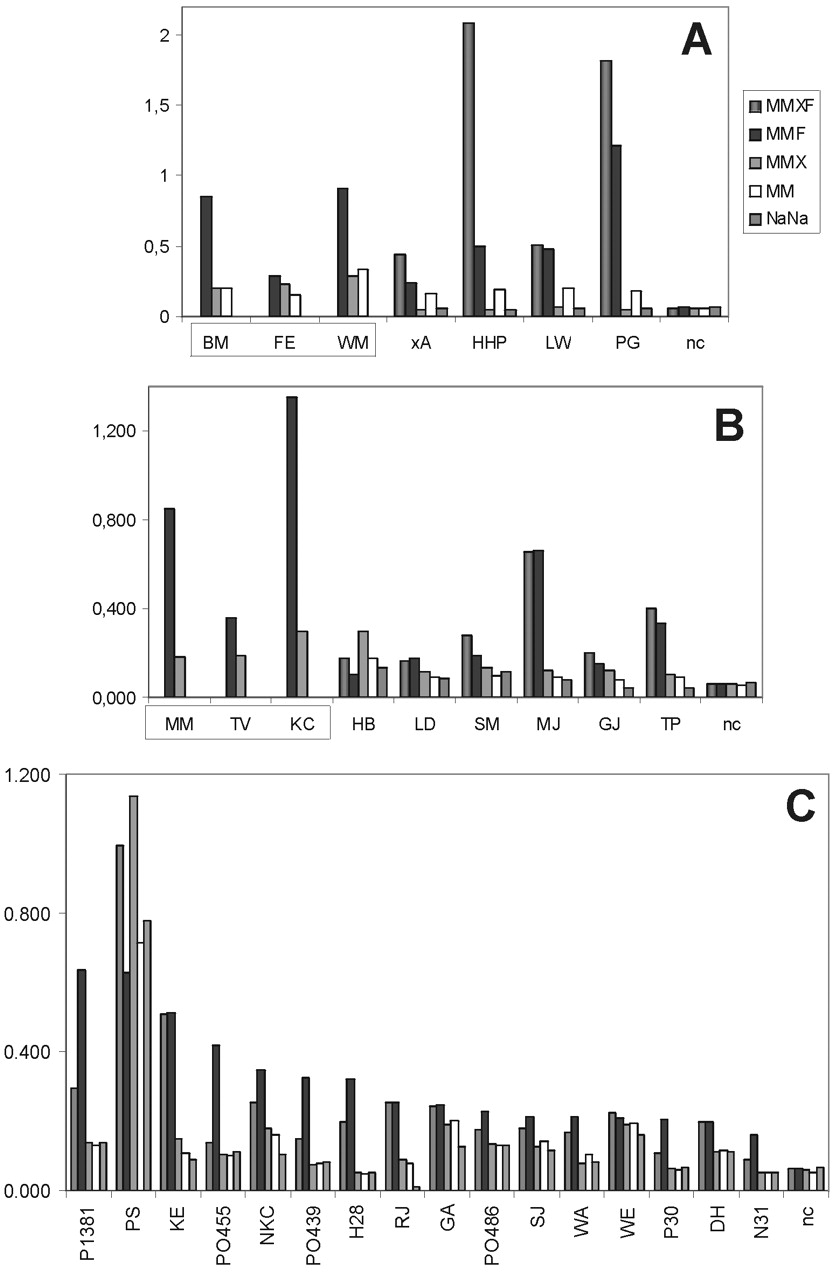 A
2
1,5
1
0,5
0
BM FE WM xA HHP LW PG nc
MMXF
MMF
MMX
MM
NaNa
B
1,200
0,800
0,400
0,000
MM TV KC HB LD SM MJ GJ TP nc
C
1.200
0.800
0.400
0.000
P1381 PS KE PO455 NKC PO439 H28 RJ GA PO486 SJ WA WE P30 DH N31 nc